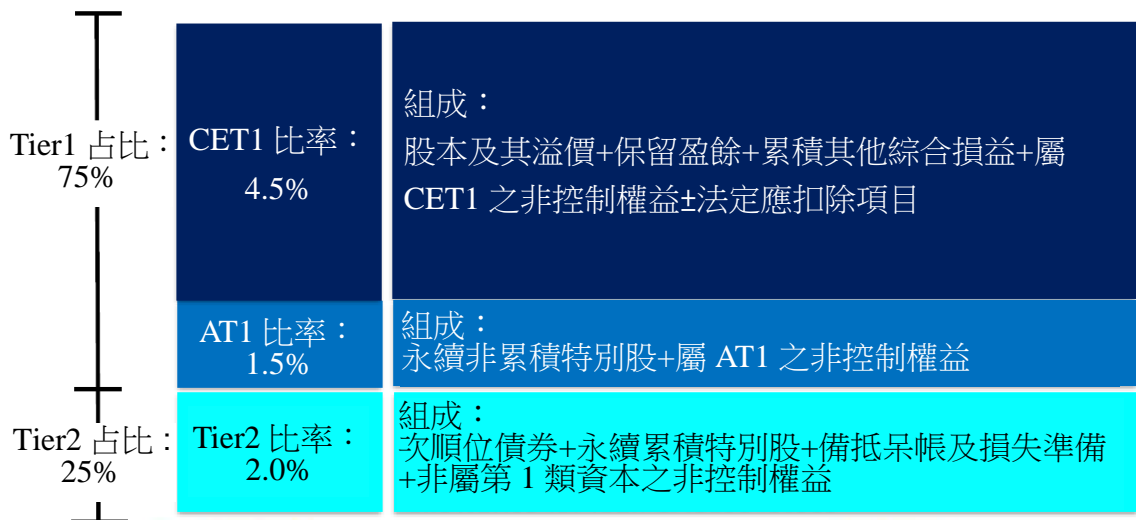 Tier1 占比：
75%
CET1 比率：
4.5%
組成：
股本及其溢價+保留盈餘+累積其他綜合損益+屬
CET1 之非控制權益±法定應扣除項目
AT1 比率：
1.5%
組成：
永續非累積特別股+屬 AT1 之非控制權益
Tier2 占比：
25%
Tier2 比率：
2.0%
組成：
次順位債券+永續累積特別股+備抵呆帳及損失準備
+非屬第 1 類資本之非控制權益